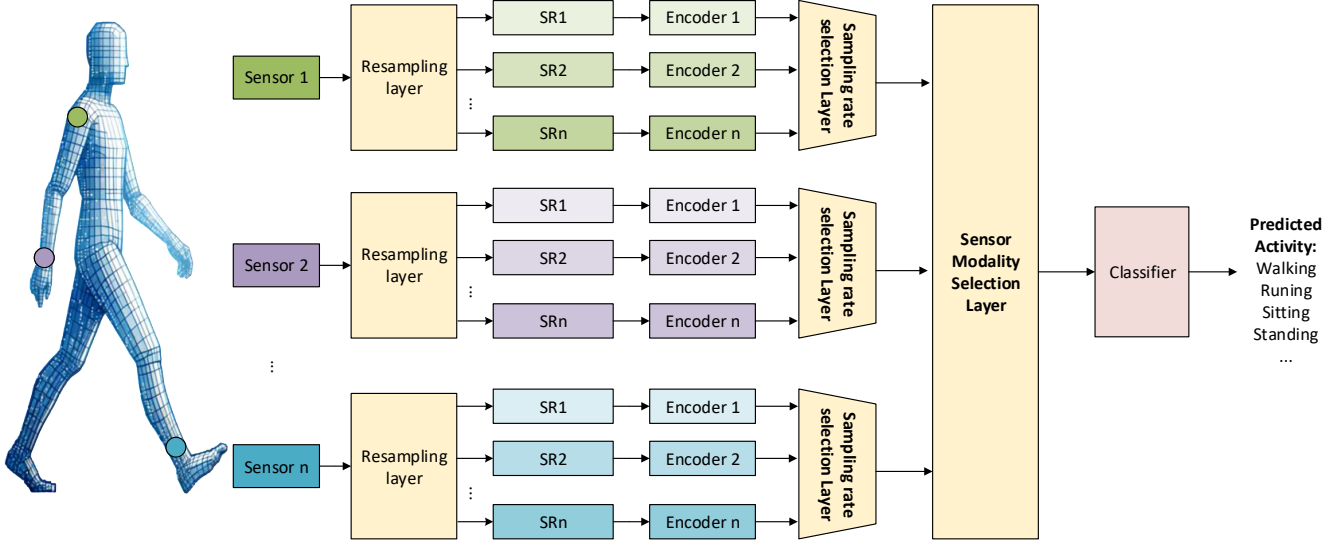 Sensor 1
Resampling
layer
SR1
Encoder 1
SR2
Encoder 2
...
SRn
Encoder n
Sampling rate
selection Layer
Sensor 2
Resampling
layer
SR1
Encoder 1
SR2
Encoder 2
...
SRn
Encoder n
Sampling rate
selection Layer
...
Sensor n
Resampling
layer
SR1
Encoder 1
SR2
Encoder 2
...
SRn
Encoder n
Sampling rate
selection Layer
Sensor
Modality
Selection
Layer
Classifier
Predicted
Activity:
Walking
Runing
Sitting
Standing
...